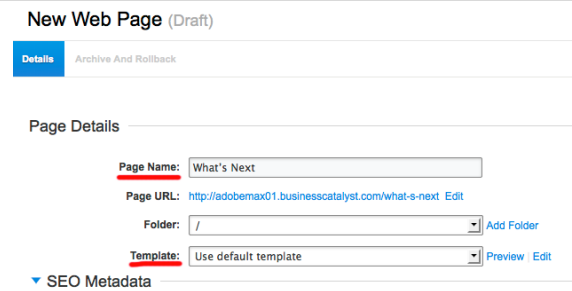 New Web Page (Draft)
Details Archive And Rollback
Page Details
Page Name: What's Next
Page URL: http://adobemax01.businesscatalyst.com/what-s-next Edit
Folder: / Add Folder
Template: Use default template Preview | Edit
SEO Metadata